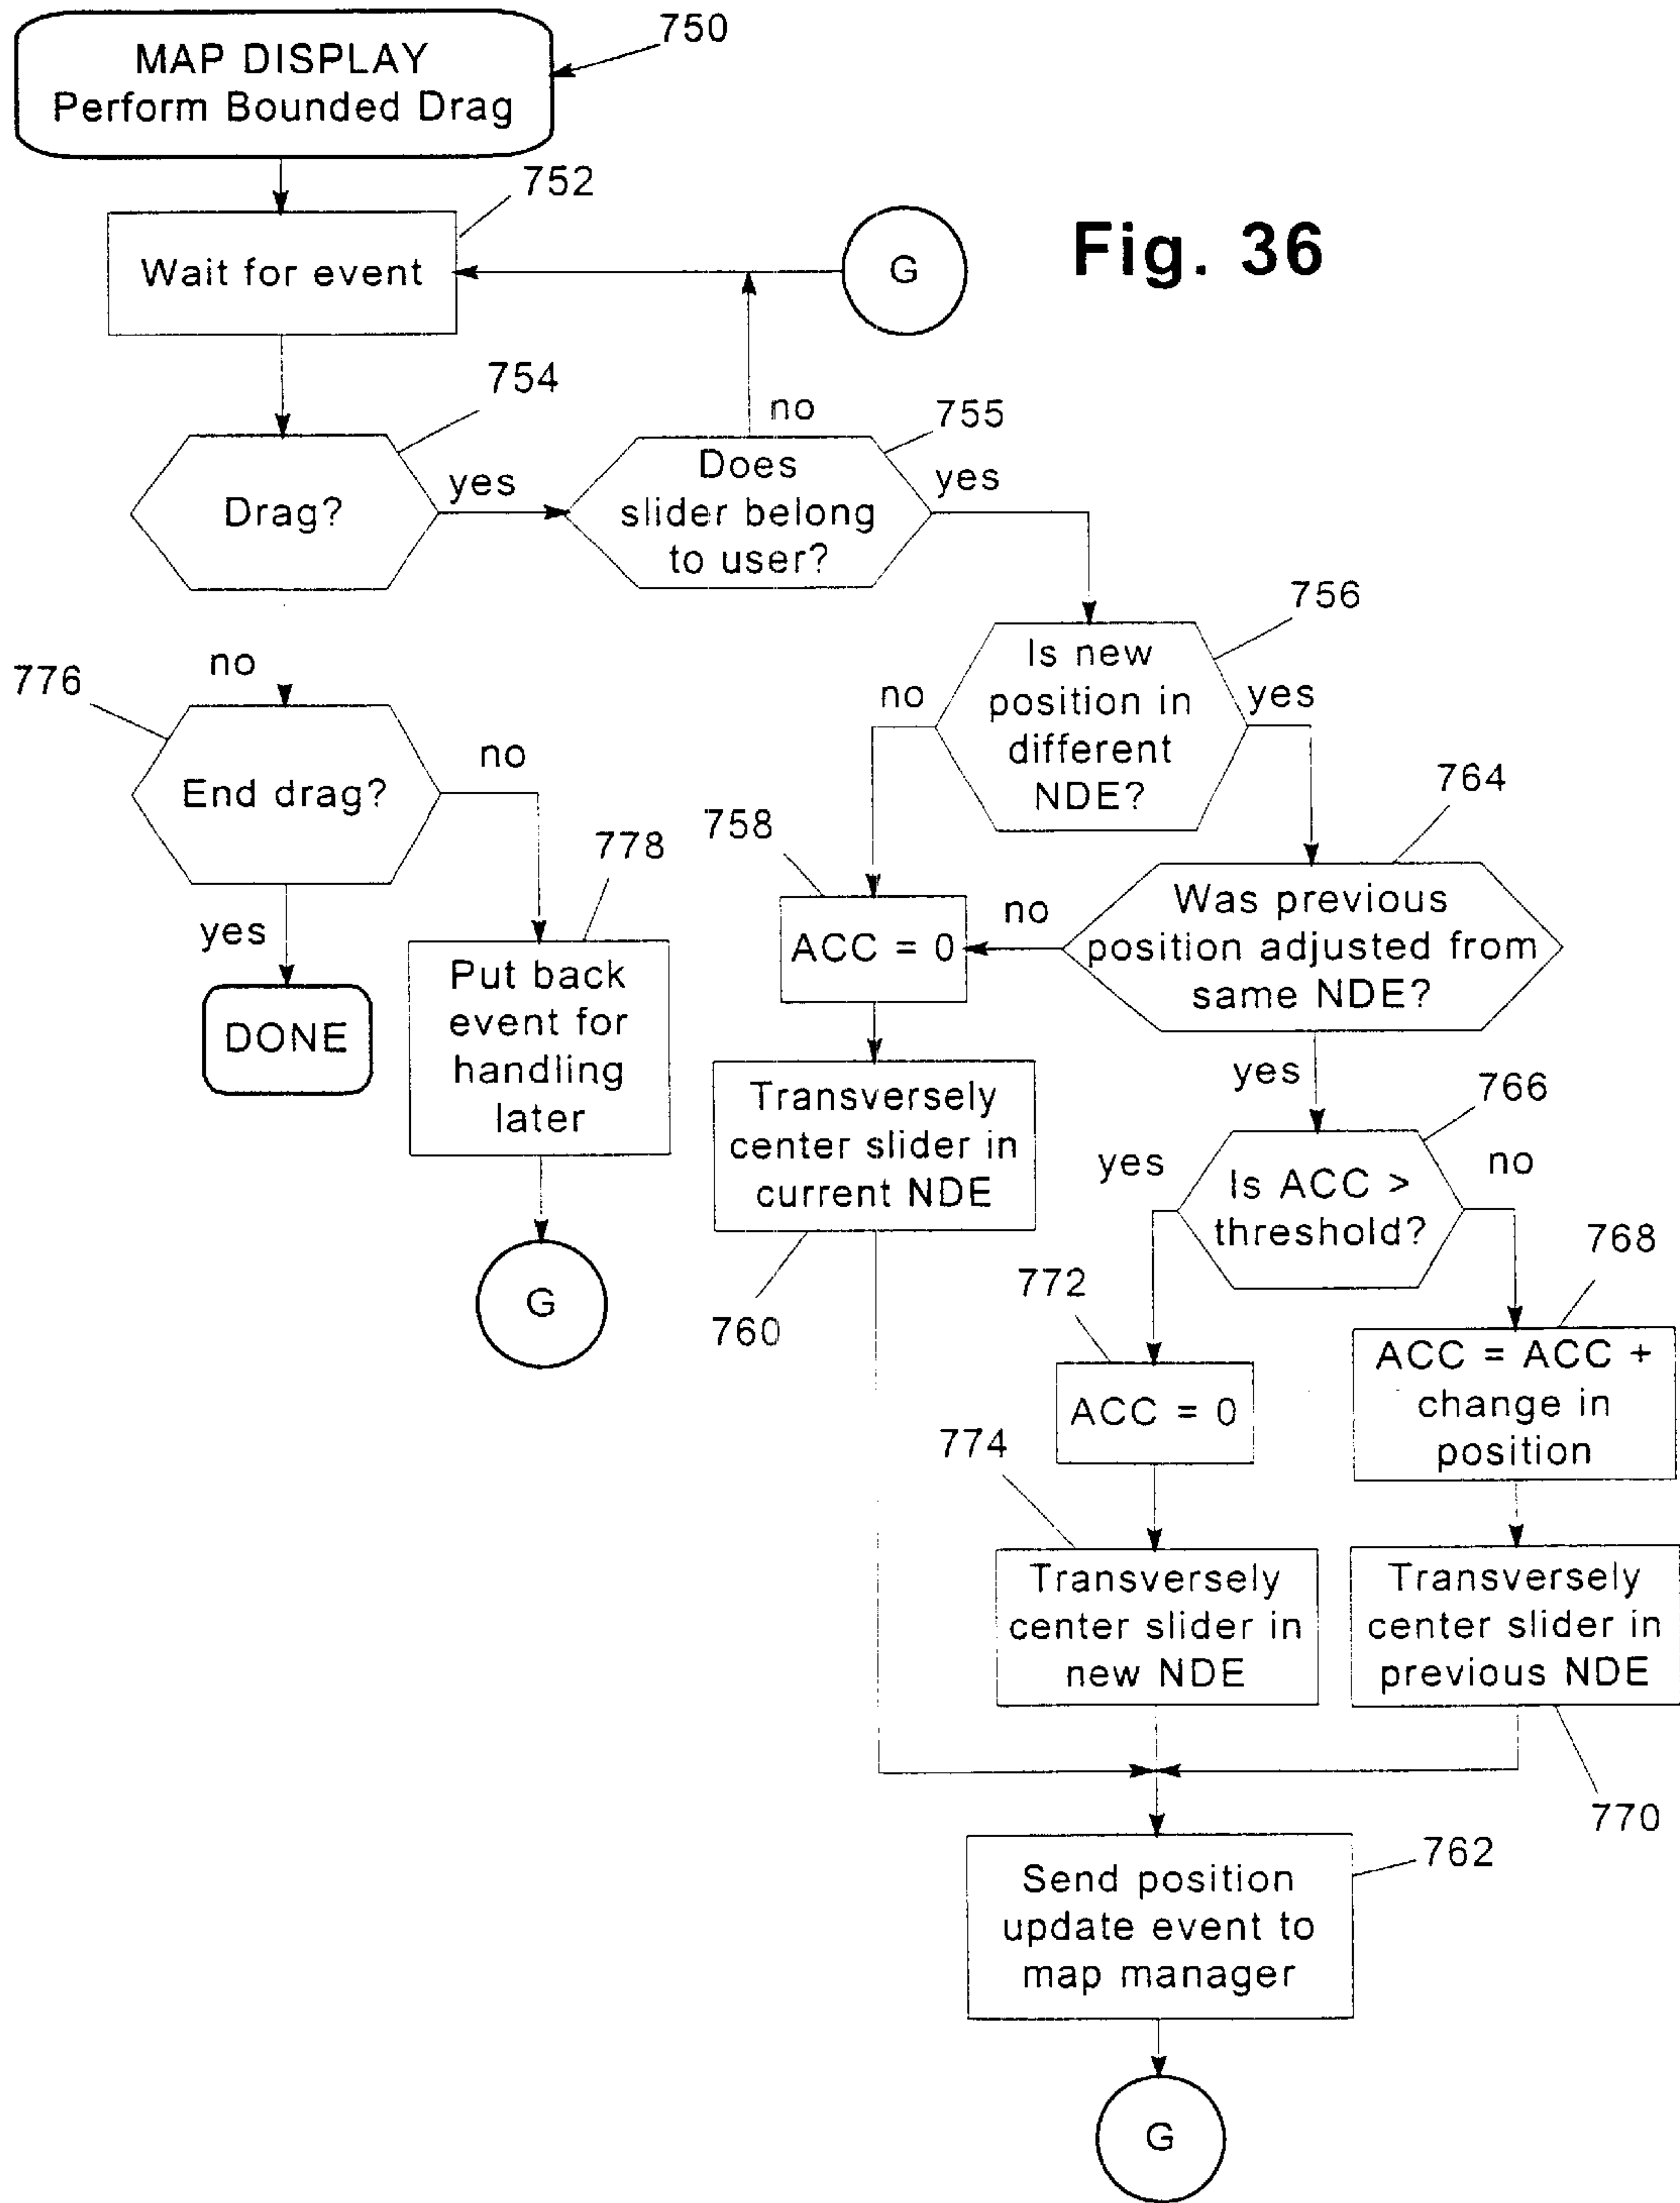 750
MAP DISPLAY
Perform Bounded Drag
752
Wait for event
G
Fig. 36
754
no
755
Drag?
yes
Does
slider belong
to user?
yes
756
Is new
position in
different
NDE?
no
yes
776
no
End drag?
no
764
758
778
Was previous
position adjusted from
same NDE?
no
ACC = 0
yes
DONE
Put back
event for
handling
later
yes
766
Transversely
center slider in
current NDE
yes
no
Is ACC >
threshold?
768
G
760
772
ACC = ACC +
change in
position
ACC = 0
774
Transversely
center slider in
new NDE
Transversely
center slider in
previous NDE
770
762
Send position
update event to
map manager
G